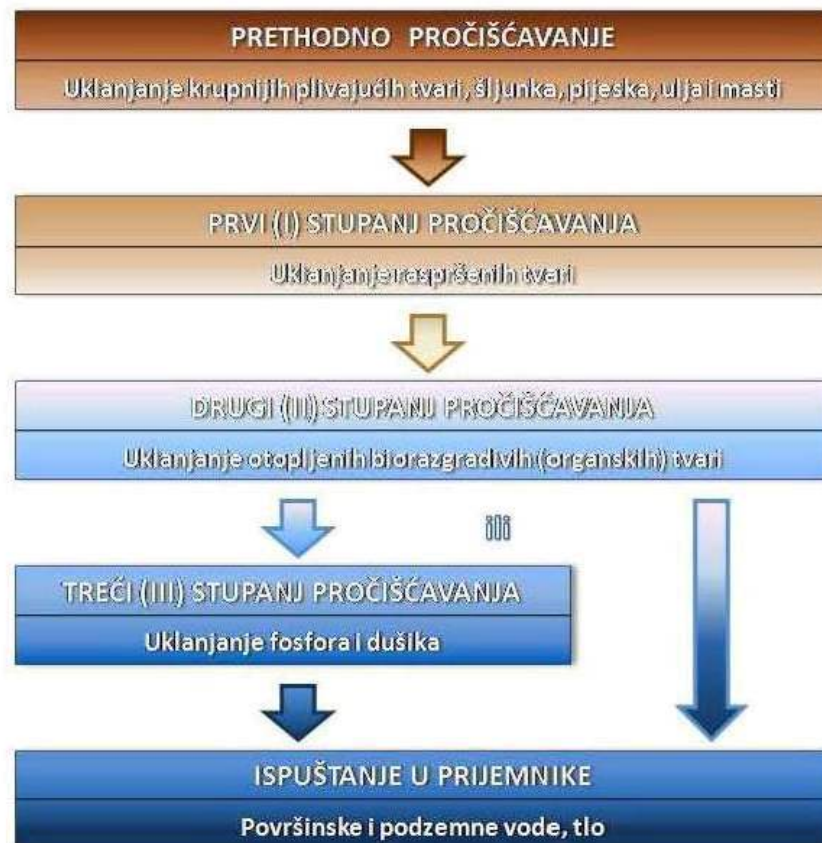 PRETHODNO PROČIŠĆAVANJE
Uklanjanje krupnijih plivajućih tvari, šljunka, pijeska, ulja i masti
PRVI (I) STUPANJ PROČIŠĆAVANJA
Uklanjanje raspršenih tvari
DRUGI (II) STUPANJ PROČIŠĆAVANJA
Uklanjanje otopljenih biorazgradivih (organskih) tvari
ili
TREĆI (III) STUPANJ PROČIŠĆAVANJA
Uklanjanje fosfora i dušika
ISPUŠTANJE U PRIJEMNIKE
Površinske i podzemne vode, tlo